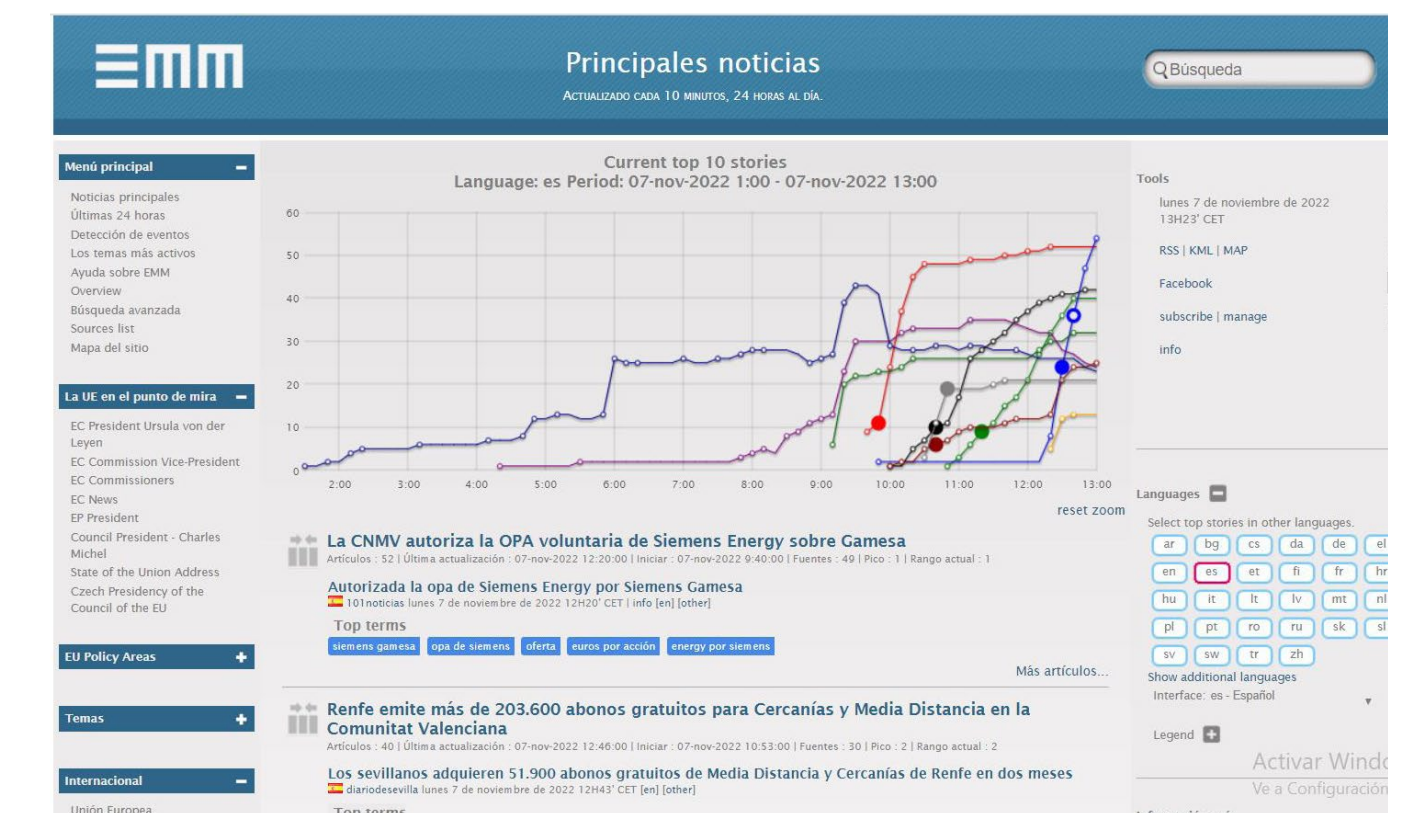 EMM
Principales noticias
ACTUALIZADO CADA 10 MINUTOS, 24 HORAS AL DÍA.
Búsqueda
Menú principal
Noticias principales
Últimas 24 horas
Detección de eventos
Los temas más activos
Ayuda sobre EMM
Overview
Búsqueda avanzada
Sources list
Mapa del sitio
La UE en el punto de mira
EC President Ursula von der
Leyen
EC Commission Vice-President
EC Commissioners
EC News
EP President
Council President - Charles
Michel
State of the Union Address
Czech Presidency of the
Council of the EU
EU Policy Areas
Temas
Internacional
Unión Europea
Current top 10 stories
Language: es Period: 07-nov-2022 1:00 - 07-nov-2022 13:00
60
50
40
30
20
10
0
2:00 3:00 4:00 5:00 6:00 7:00 8:00 9:00 10:00 11:00 12:00 13:00
reset zoom
La CNMV autoriza la OPA voluntaria de Siemens Energy sobre Gamesa
Artículos : 52 | Última actualización : 07-nov-2022 12:20:00 | Iniciar : 07-nov-2022 9:40:00 | Fuentes : 49 | Pico : 1 | Rango actual : 1
Autorizada la opa de Siemens Energy por Siemens Gamesa
101noticias lunes 7 de noviembre de 2022 12H20' CET | info [en] [other]
Top terms
siemens gamesa opa de siemens oferta euros por acción energy por siemens
Más artículos...
Renfe emite más de 203.600 abonos gratuitos para Cercanías y Media Distancia en la
Comunitat Valenciana
Artículos : 40 | Última actualización : 07-nov-2022 12:46:00 | Iniciar : 07-nov-2022 10:53:00 | Fuentes : 30 | Pico : 2 | Rango actual : 2
Los sevillanos adquieren 51.900 abonos gratuitos de Media Distancia y Cercanías de Renfe en dos meses
diariodesevilla lunes 7 de noviembre de 2022 12H43' CET [en] [other]
Top terms
Tools
lunes 7 de noviembre de 2022
13H23' CET
RSS | KML | MAP
Facebook
subscribe | manage
info
Languages
Select top stories in other languages.
ar bg cs da de el
en es et fi fr hr
hu it lt lv mt nl
pl pt ro ru sk sl
sv sw tr zh
Show additional languages
Interface: es - Español
Legend
Activar Windo
Ve a Configuración